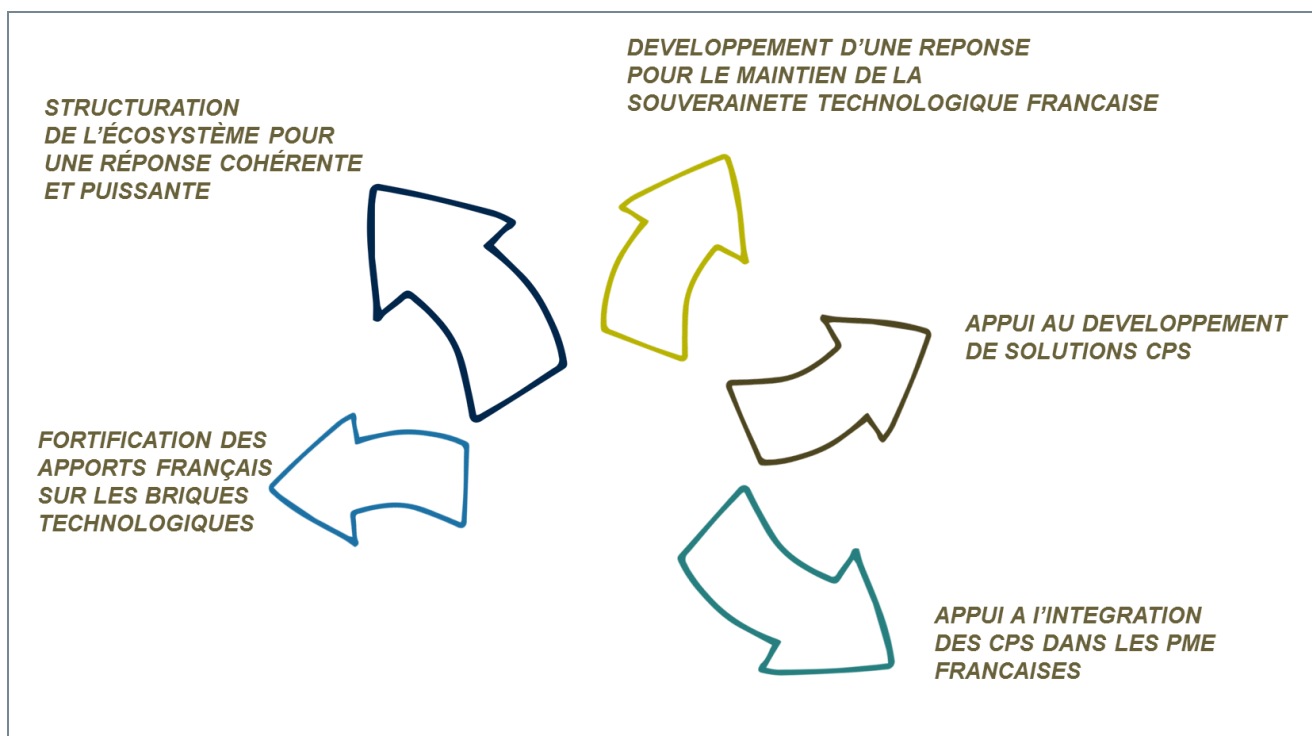 DEVELOPPEMENT D’UNE REPONSE
POUR LE MAINTIEN DE LA
SOUVERAINETE TECHNOLOGIQUE FRANCAISE
STRUCTURATION
DE L’ÉCOSYSTÈME POUR
UNE RÉPONSE COHÉRENTE
ET PUISSANTE
APPUI AU DEVELOPPEMENT
DE SOLUTIONS CPS
FORTIFICATION DES
APPORTS FRANÇAIS
SUR LES BRIQUES
TECHNOLOGIQUES
APPUI A l’INTEGRATION
DES CPS DANS LES PME
FRANCAISES